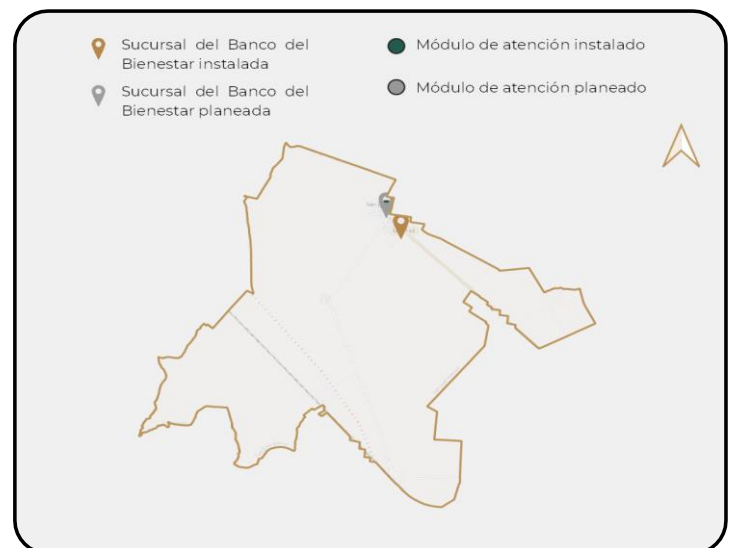 Sucursal del Banco del
Bienestar instalada
Sucursal del Banco del
Bienestar planeada
Módulo de atención instalado
Módulo de atención planeado